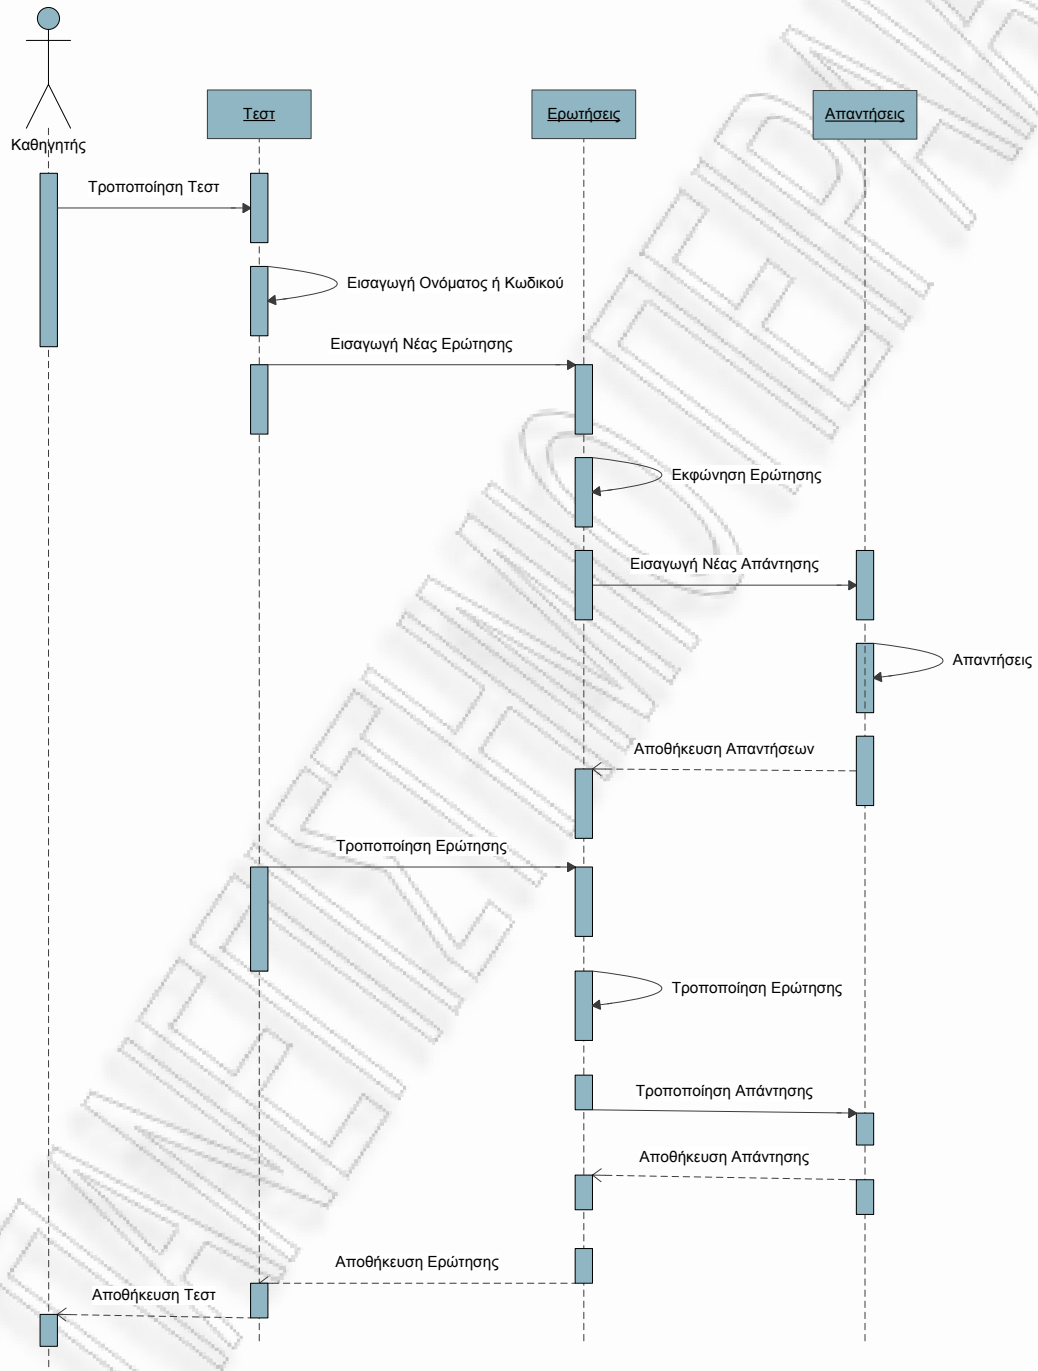 Καθηγητής
Τεστ
Ερωτήσεις
Απαντήσεις
Τροποποίηση Τεστ
Εισαγωγή Ονόματος ή Κωδικού
Εισαγωγή Νέας Ερώτησης
Εκφώνηση Ερώτησης
Εισαγωγή Νέας Απάντησης
Απαντήσεις
Αποθήκευση Απαντήσεων
Τροποποίηση Ερώτησης
Τροποποίηση Ερώτησης
Τροποποίηση Απάντησης
Αποθήκευση Απάντησης
Αποθήκευση Ερώτησης
Αποθήκευση Τεστ